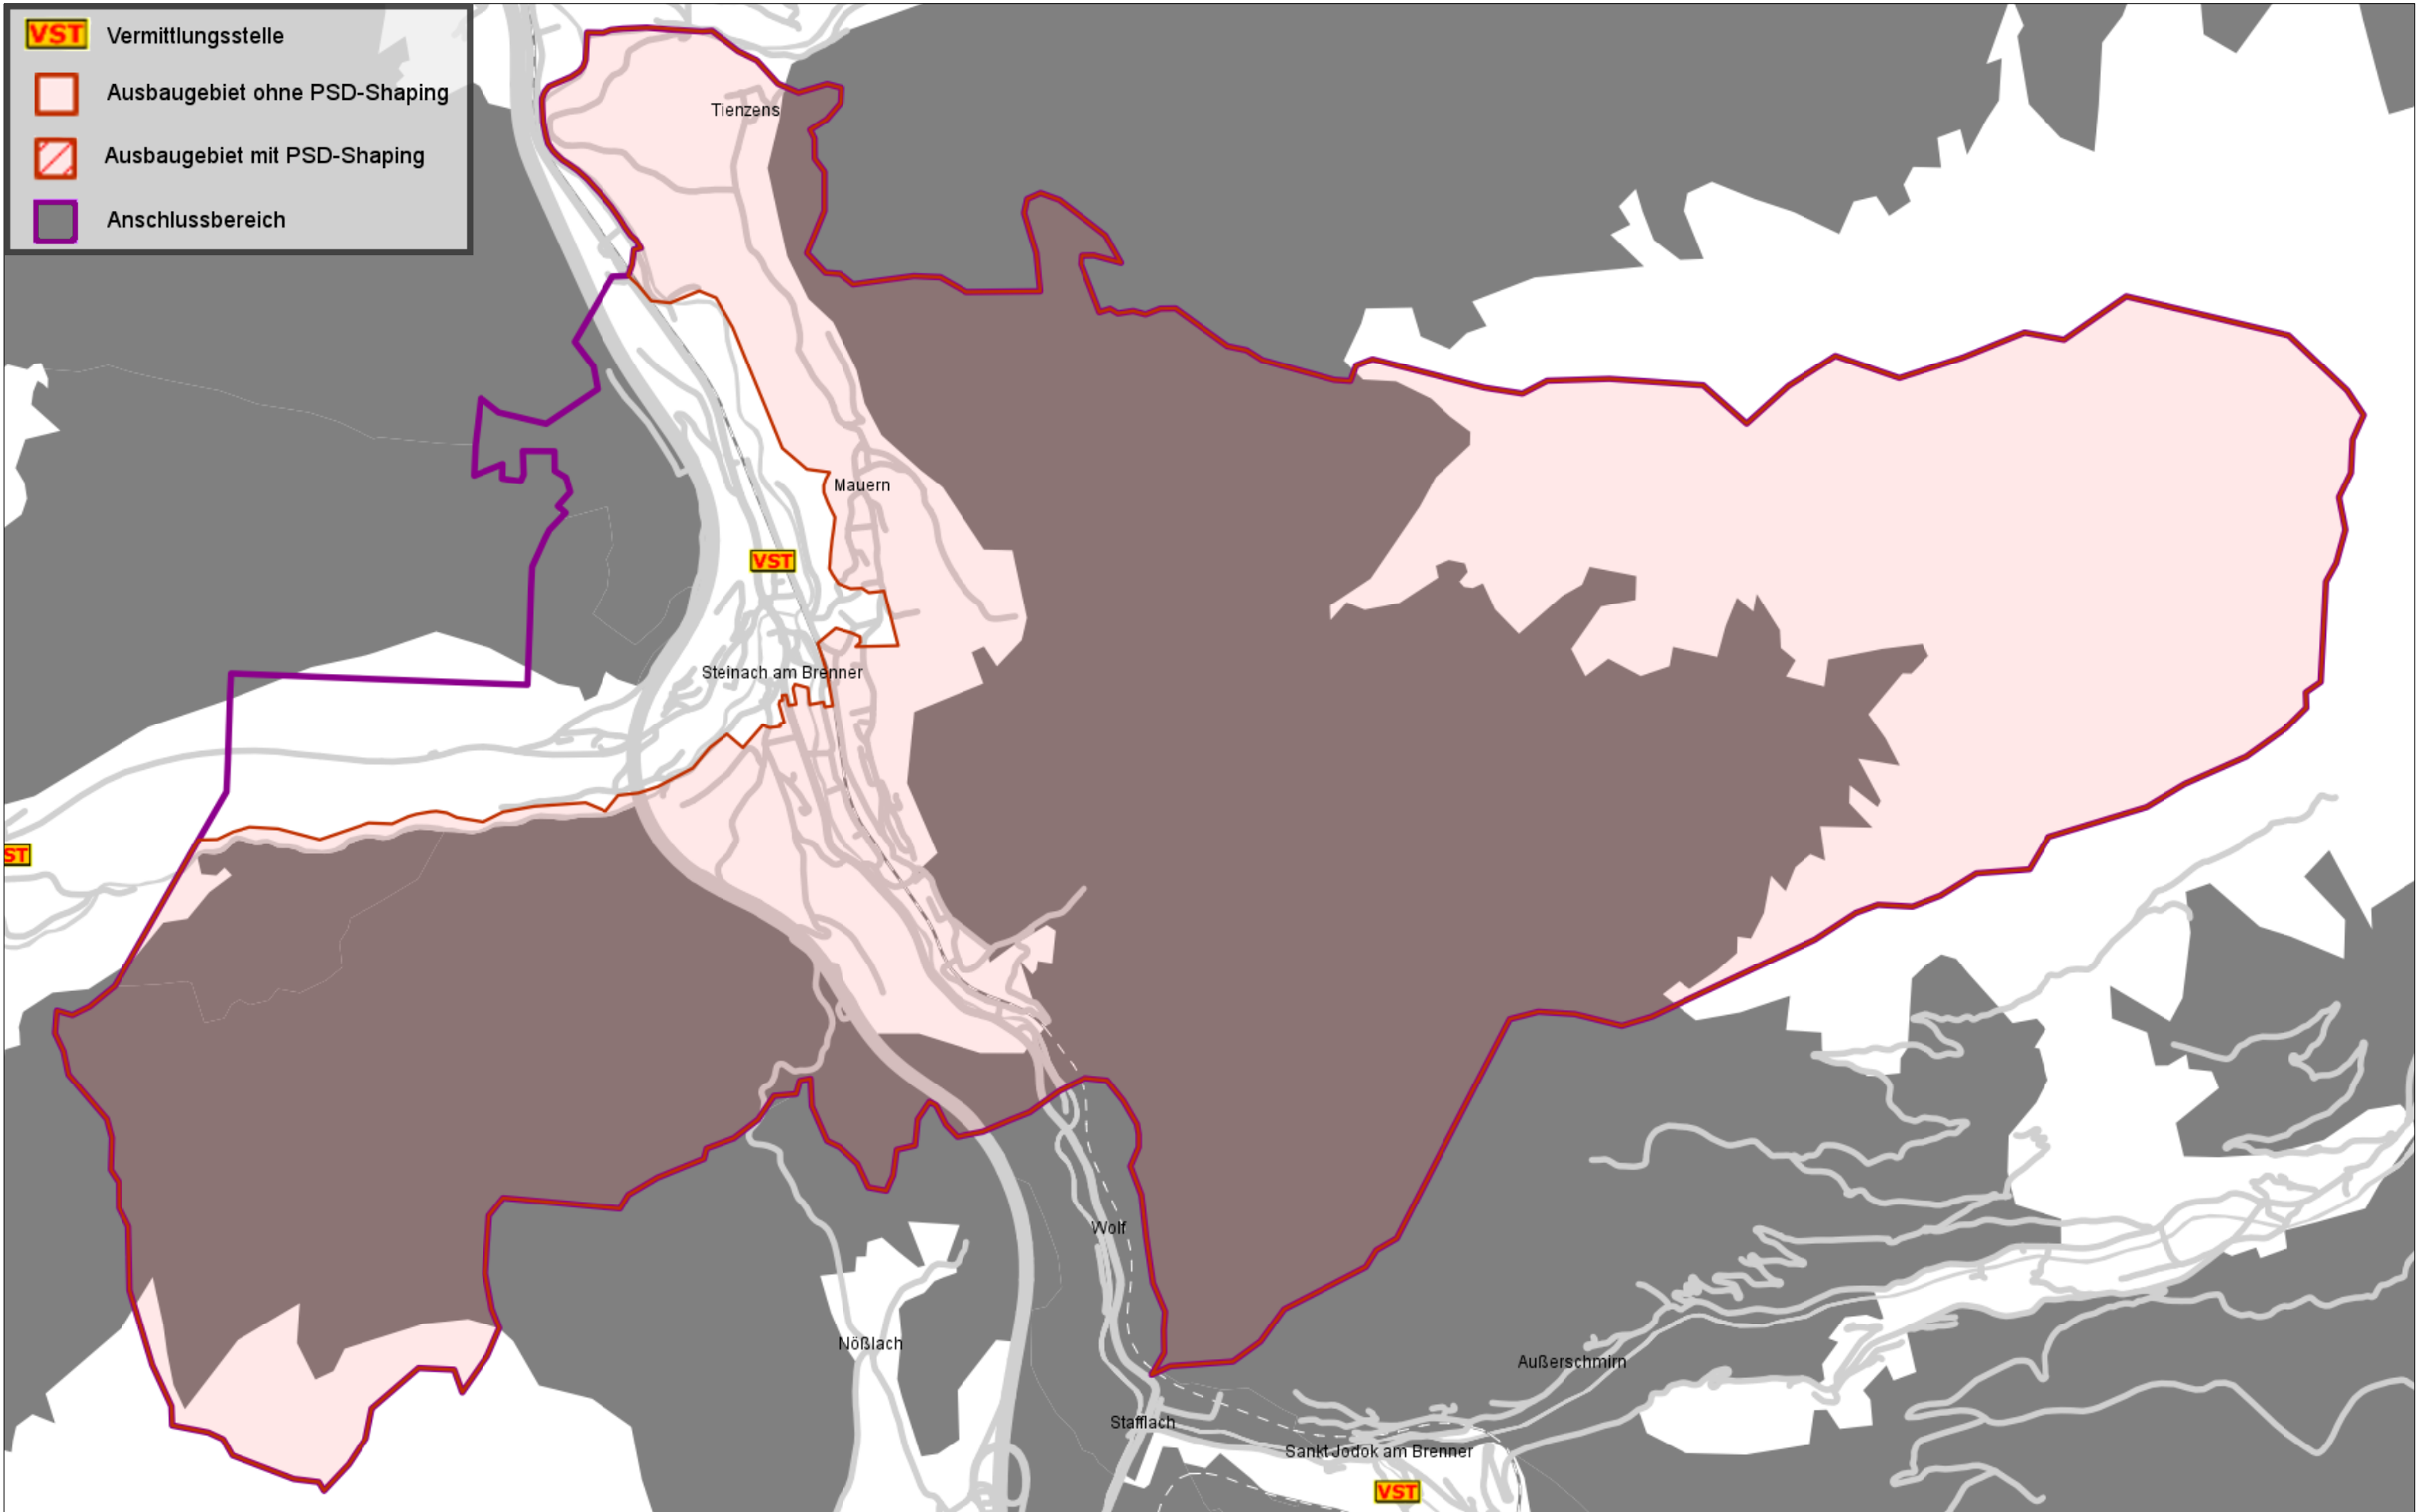 VST Vermittlungsstelle
Ausbaugebiet ohne PSD-Shaping
Ausbaugebiet mit PSD-Shaping
Anschlussbereich
Tienzens
Mauern
VST
Steinach am Brenner
ST
Wolf
Nößlach
Außerschmirn
Stafflach
Sankt Jodok am Brenner
VST